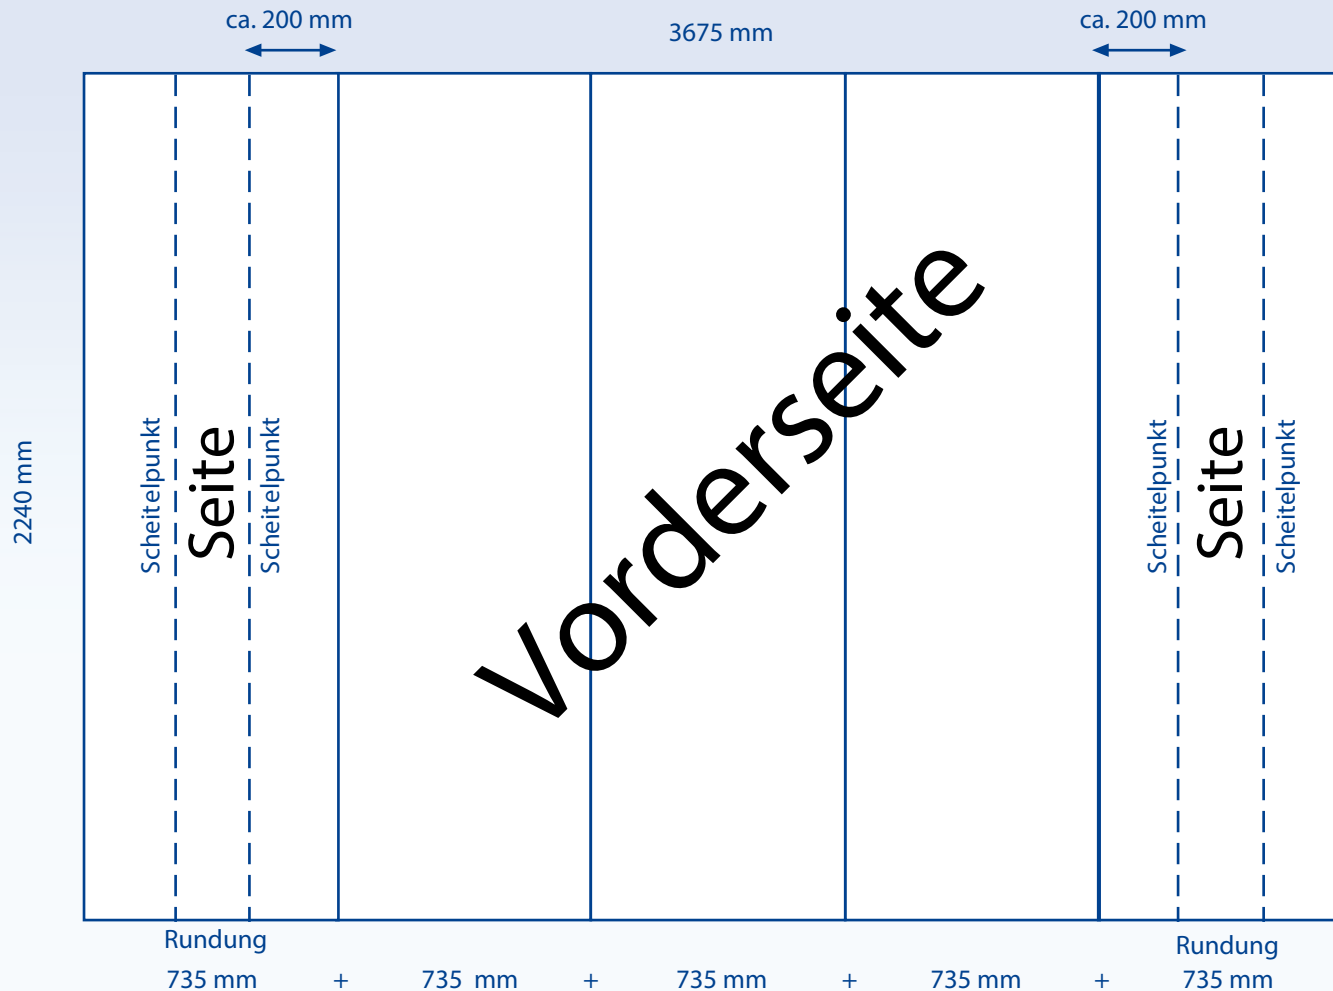 ca. 200 mm
3675 mm
ca. 200 mm
2240 mm
Scheitelpunkt
Seite
Scheitelpunkt
Vorderseite
Scheitelpunkt
Seite
Scheitelpunkt
Rundung
Rundung
735 mm + 735 mm + 735 mm + 735 mm + 735 mm